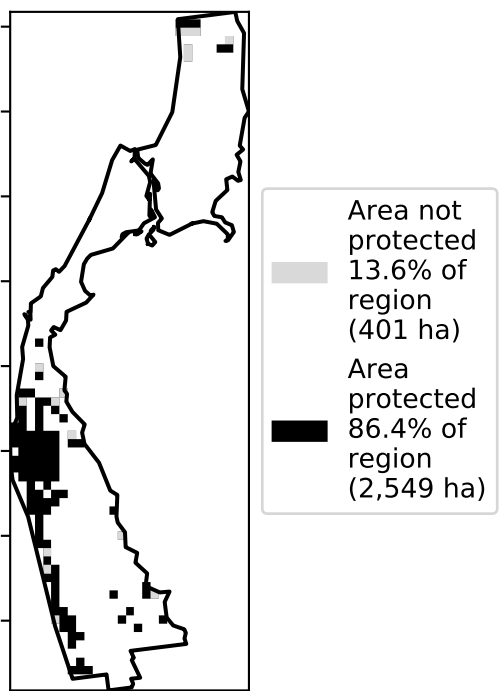 Area not
protected
13.6% of
region
(401 ha)
Area
protected
86.4% of
region
(2,549 ha)